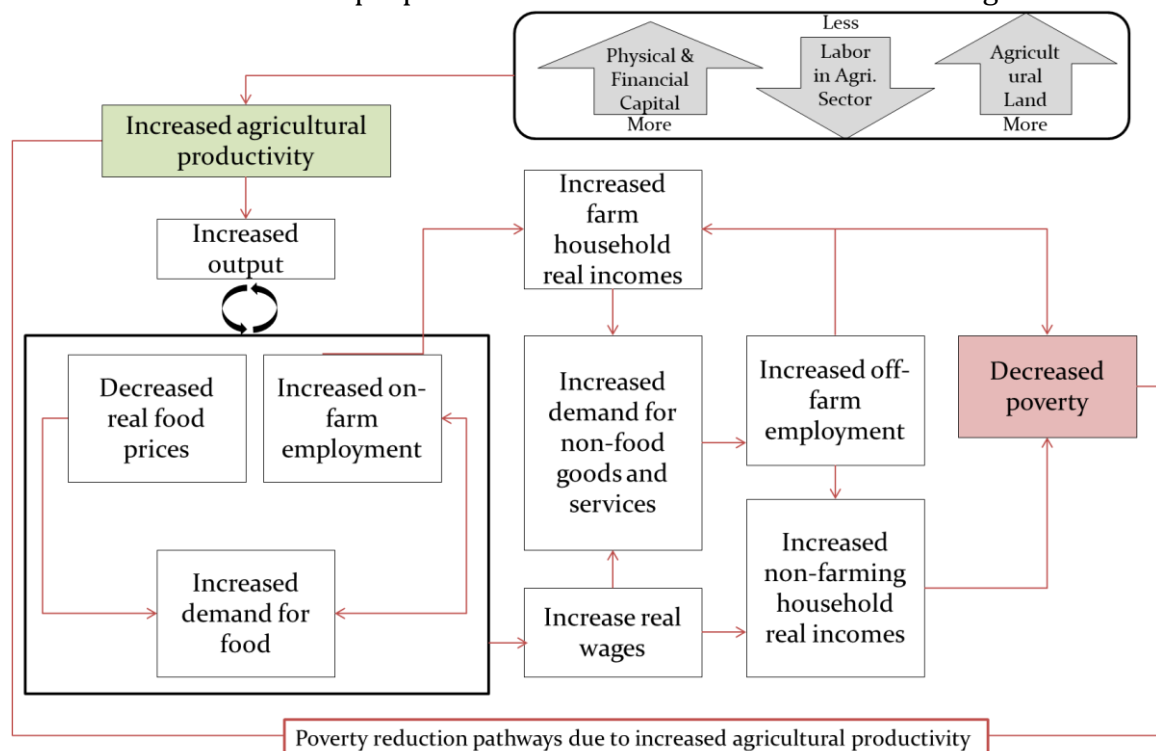 Less
Physical &
Financial
Capital
More
Labor
in Agri.
Sector
Agricult
ural
Land
More
Increased agricultural
productivity
Increased
output
Increased
farm
household
real incomes
Decreased
real food
prices
Increased on-
farm
employment
Increased
demand for
non-food
goods and
services
Increased off-
farm
employment
Decreased
poverty
Increased
demand for
food
Increase real
wages
Increased
non-farming
household
real incomes
Poverty reduction pathways due to increased agricultural productivity